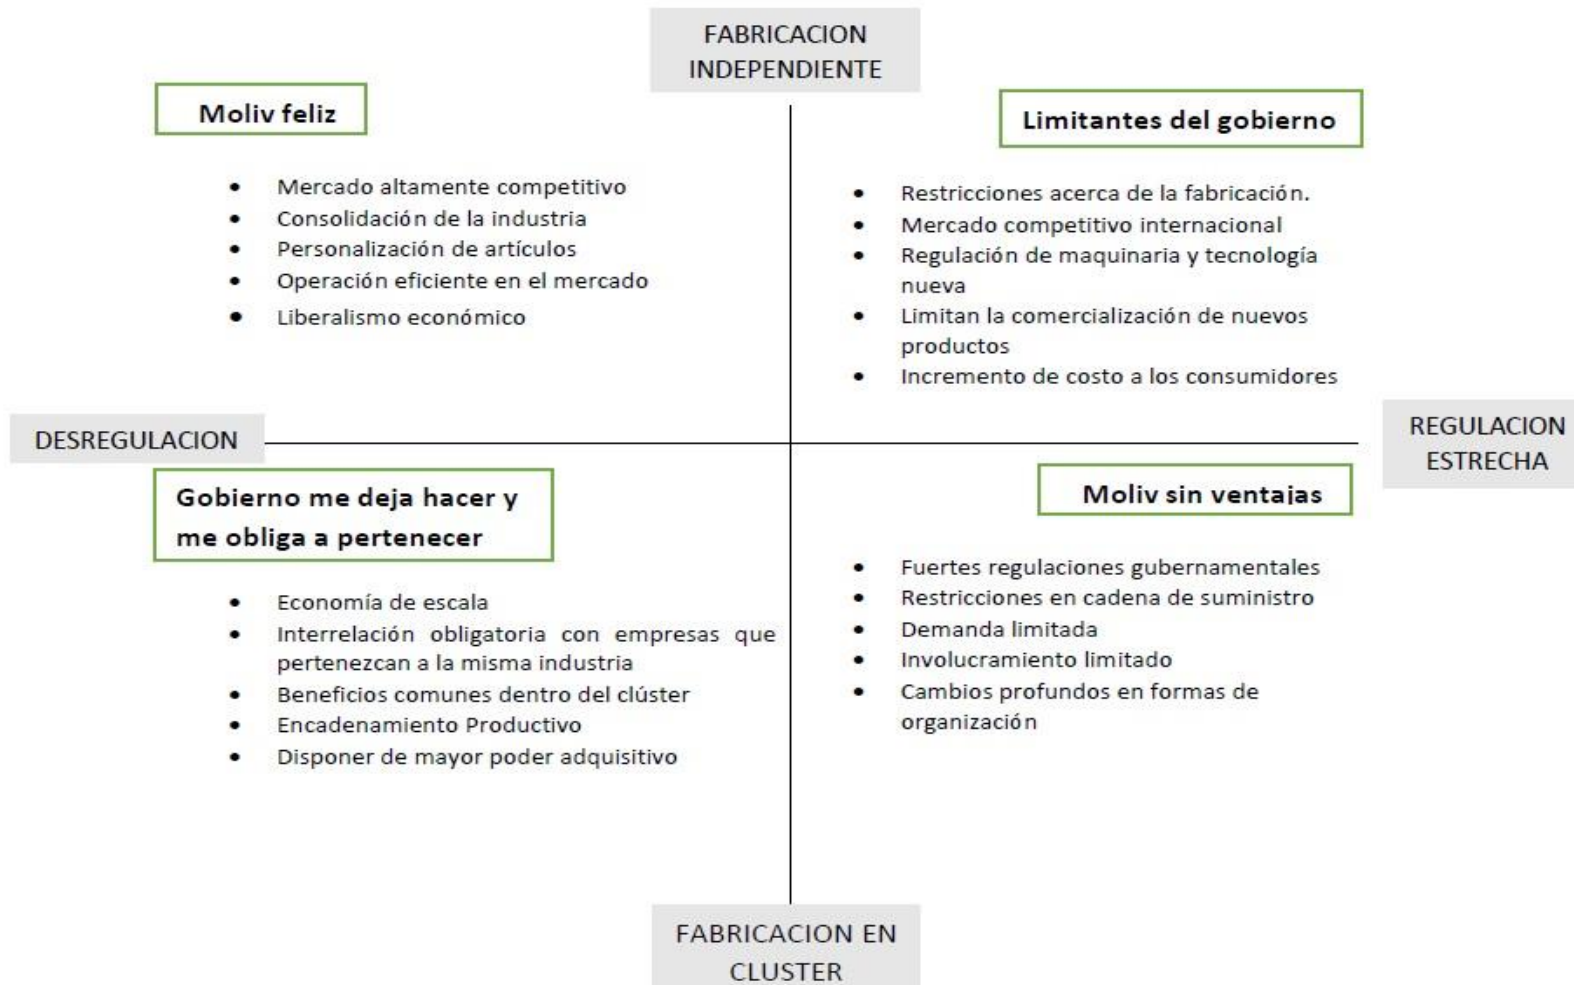 FABRICACION
INDEPENDIENTE
Moliv feliz
• Mercado altamente competitivo
• Consolidación de la industria
• Personalización de artículos
• Operación eficiente en el mercado
• Liberalismo económico
Limitantes del gobierno
• Restricciones acerca de la fabricación.
• Mercado competitivo internacional
• Regulación de maquinaria y tecnología
nueva
• Limitan la comercialización de nuevos
productos
• Incremento de costo a los consumidores
DESREGULACION
REGULACION
ESTRECHA
Gobierno me deja hacer y
me obliga a pertenecer
• Economía de escala
• Interrelación obligatoria con empresas que
pertenezcan a la misma industria
• Beneficios comunes dentro del clúster
• Encadenamiento Productivo
• Disponer de mayor poder adquisitivo
Moliv sin ventajas
• Fuertes regulaciones gubernamentales
• Restricciones en cadena de suministro
• Demanda limitada
• Involucramiento limitado
• Cambios profundos en formas de
organización
FABRICACION EN
CLUSTER